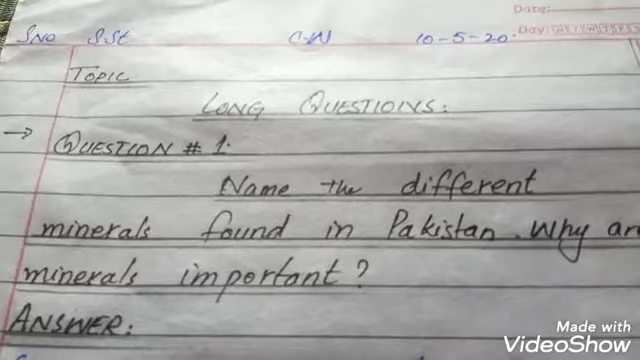 Date:
SNO S.St C.W 10-5-20. Day:
TOPIC
LONG QUESTIONS:
→ QUESTION # 1.
Name the different
minerals found in Pakistan. Why ar
minerals important?
ANSWER:
Made with
VideoShow